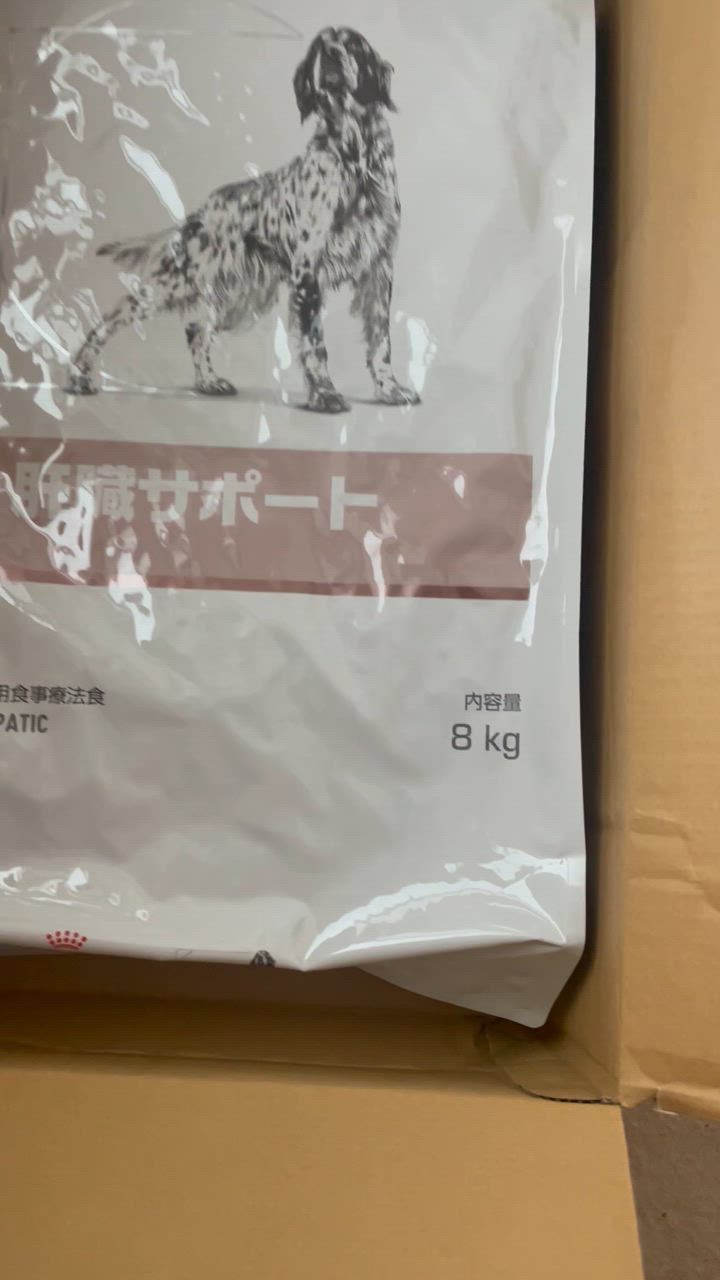 肝臓サポート
用食事療法食
PATIC
内容量
8 kg